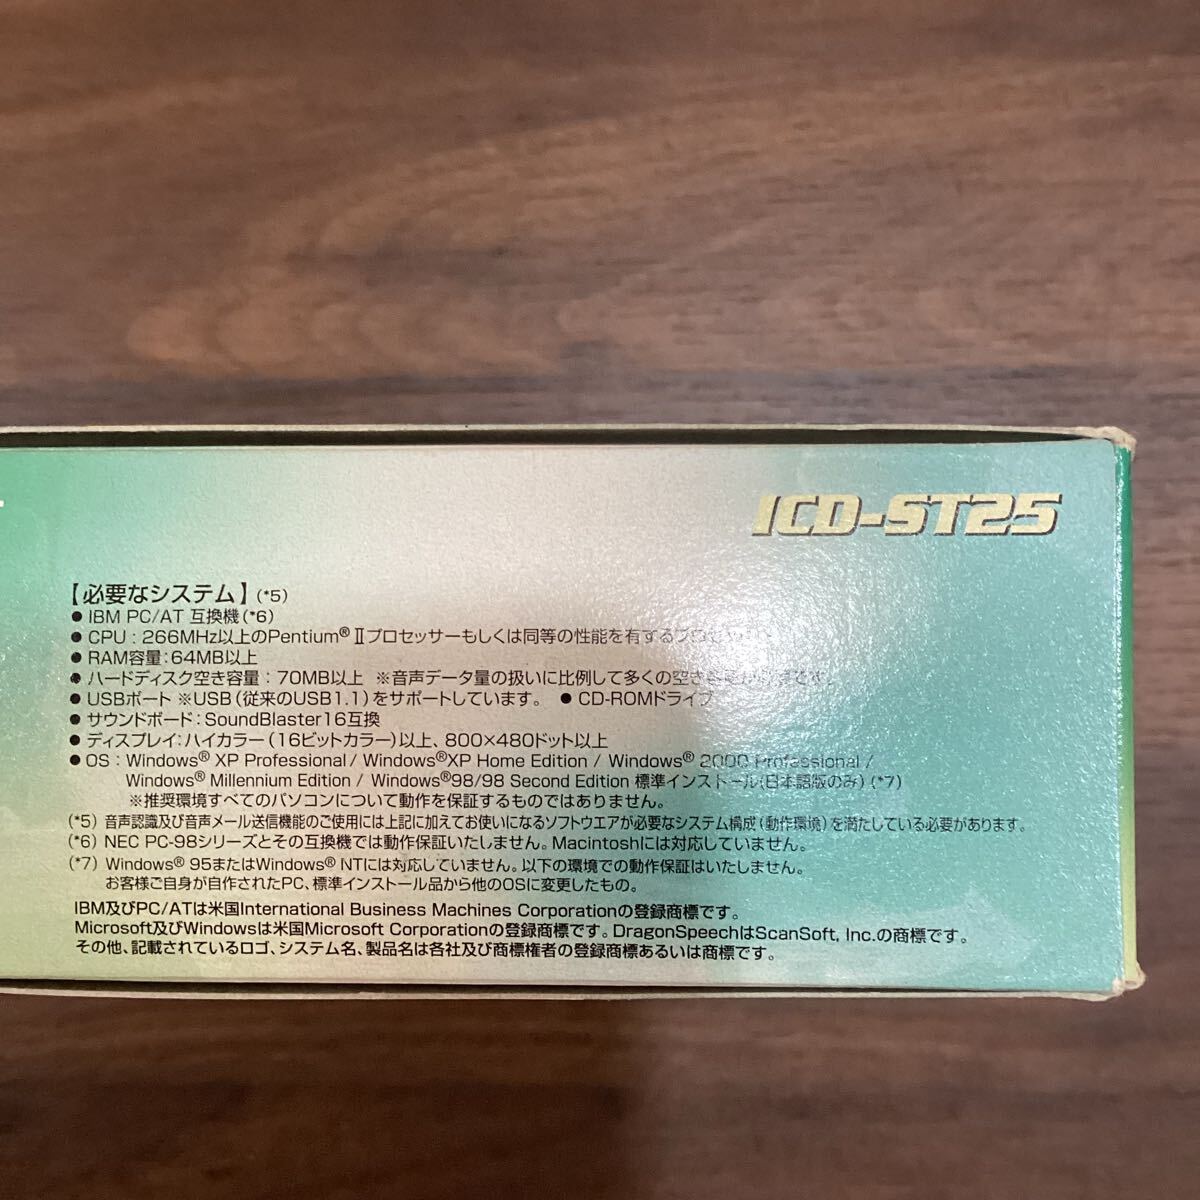 ICD-ST25
【必要なシステム】(*5)
● IBM PC/AT 互換機(*6)
● CPU：266MHz以上のPentium® Ⅱプロセッサーもしくは同等の性能を有するプロセッサー
● RAM容量：64MB以上
● ハードディスク空き容量：70MB以上 ※音声データ量の扱いに比例して多くの空き容量が必要です。
● USBポート ※USB（従来のUSB1.1）をサポートしています。 ● CD-ROMドライブ
● サウンドボード：SoundBlaster16互換
● ディスプレイ：ハイカラー（16ビットカラー）以上、800×480ドット以上
● OS：Windows® XP Professional / Windows®XP Home Edition / Windows® 2000 Professional /
Windows® Millennium Edition / Windows®98/98 Second Edition 標準インストール(日本語版のみ）(*7)
※推奨環境すべてのパソコンについて動作を保証するものではありません。
(*5) 音声認識及び音声メール送信機能のご使用には上記に加えてお使いになるソフトウエアが必要なシステム構成（動作環境）を満たしている必要があります。
(*6) NEC PC-98シリーズとその互換機では動作保証いたしません。Macintoshには対応していません。
(*7) Windows® 95またはWindows® NTには対応していません。以下の環境での動作保証はいたしません。
お客様ご自身が自作されたPC、標準インストール品から他のOSに変更したもの。
IBM及びPC/ATは米国International Business Machines Corporationの登録商標です。
Microsoft及びWindowsは米国Microsoft Corporationの登録商標です。DragonSpeechはScanSoft, Inc.の商標です。
その他、記載されているロゴ、システム名、製品名は各社及び商標権者の登録商標あるいは商標です。